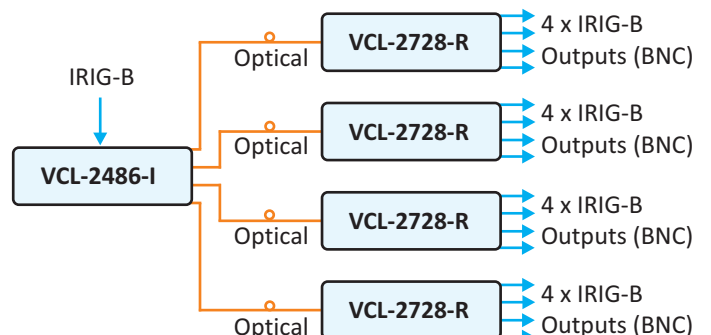 VCL-2728-R
4 x IRIG-B
Optical
Outputs (BNC)
IRIG-B
VCL-2728-R
4 x IRIG-B
Optical
Outputs (BNC)
VCL-2486-I
VCL-2728-R
4 x IRIG-B
Optical
Outputs (BNC)
VCL-2728-R
4 x IRIG-B
Optical
Outputs (BNC)